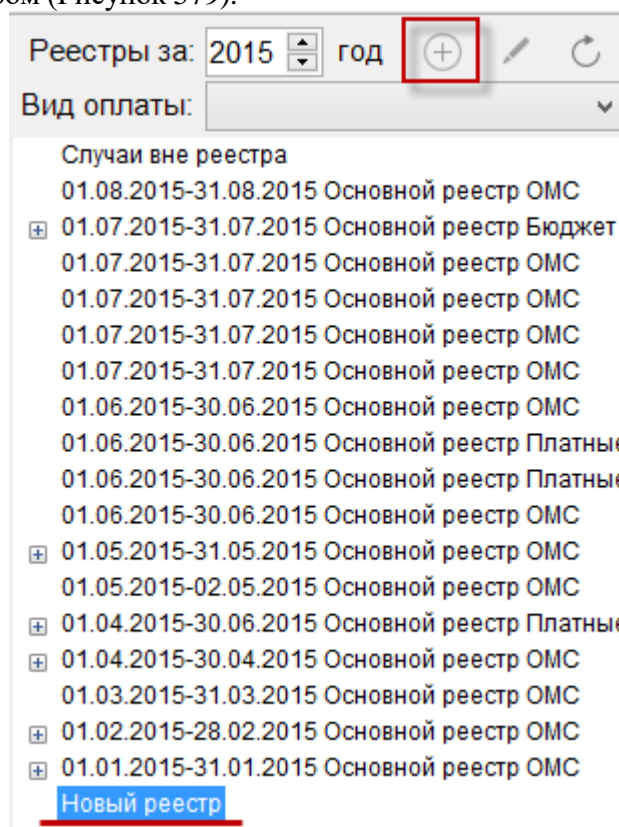 ром (Рисунок 379).
Реестры за: 2015 год
Вид оплаты:
Случаи вне реестра
01.08.2015-31.08.2015 Основной реестр ОМС
01.07.2015-31.07.2015 Основной реестр Бюджет
01.07.2015-31.07.2015 Основной реестр ОМС
01.07.2015-31.07.2015 Основной реестр ОМС
01.07.2015-31.07.2015 Основной реестр ОМС
01.07.2015-31.07.2015 Основной реестр ОМС
01.06.2015-30.06.2015 Основной реестр ОМС
01.06.2015-30.06.2015 Основной реестр Платные
01.06.2015-30.06.2015 Основной реестр Платные
01.06.2015-30.06.2015 Основной реестр ОМС
01.05.2015-31.05.2015 Основной реестр ОМС
01.05.2015-02.05.2015 Основной реестр ОМС
01.04.2015-30.06.2015 Основной реестр Платные
01.04.2015-30.04.2015 Основной реестр ОМС
01.03.2015-31.03.2015 Основной реестр ОМС
01.02.2015-28.02.2015 Основной реестр ОМС
01.01.2015-31.01.2015 Основной реестр ОМС
Новый реестр